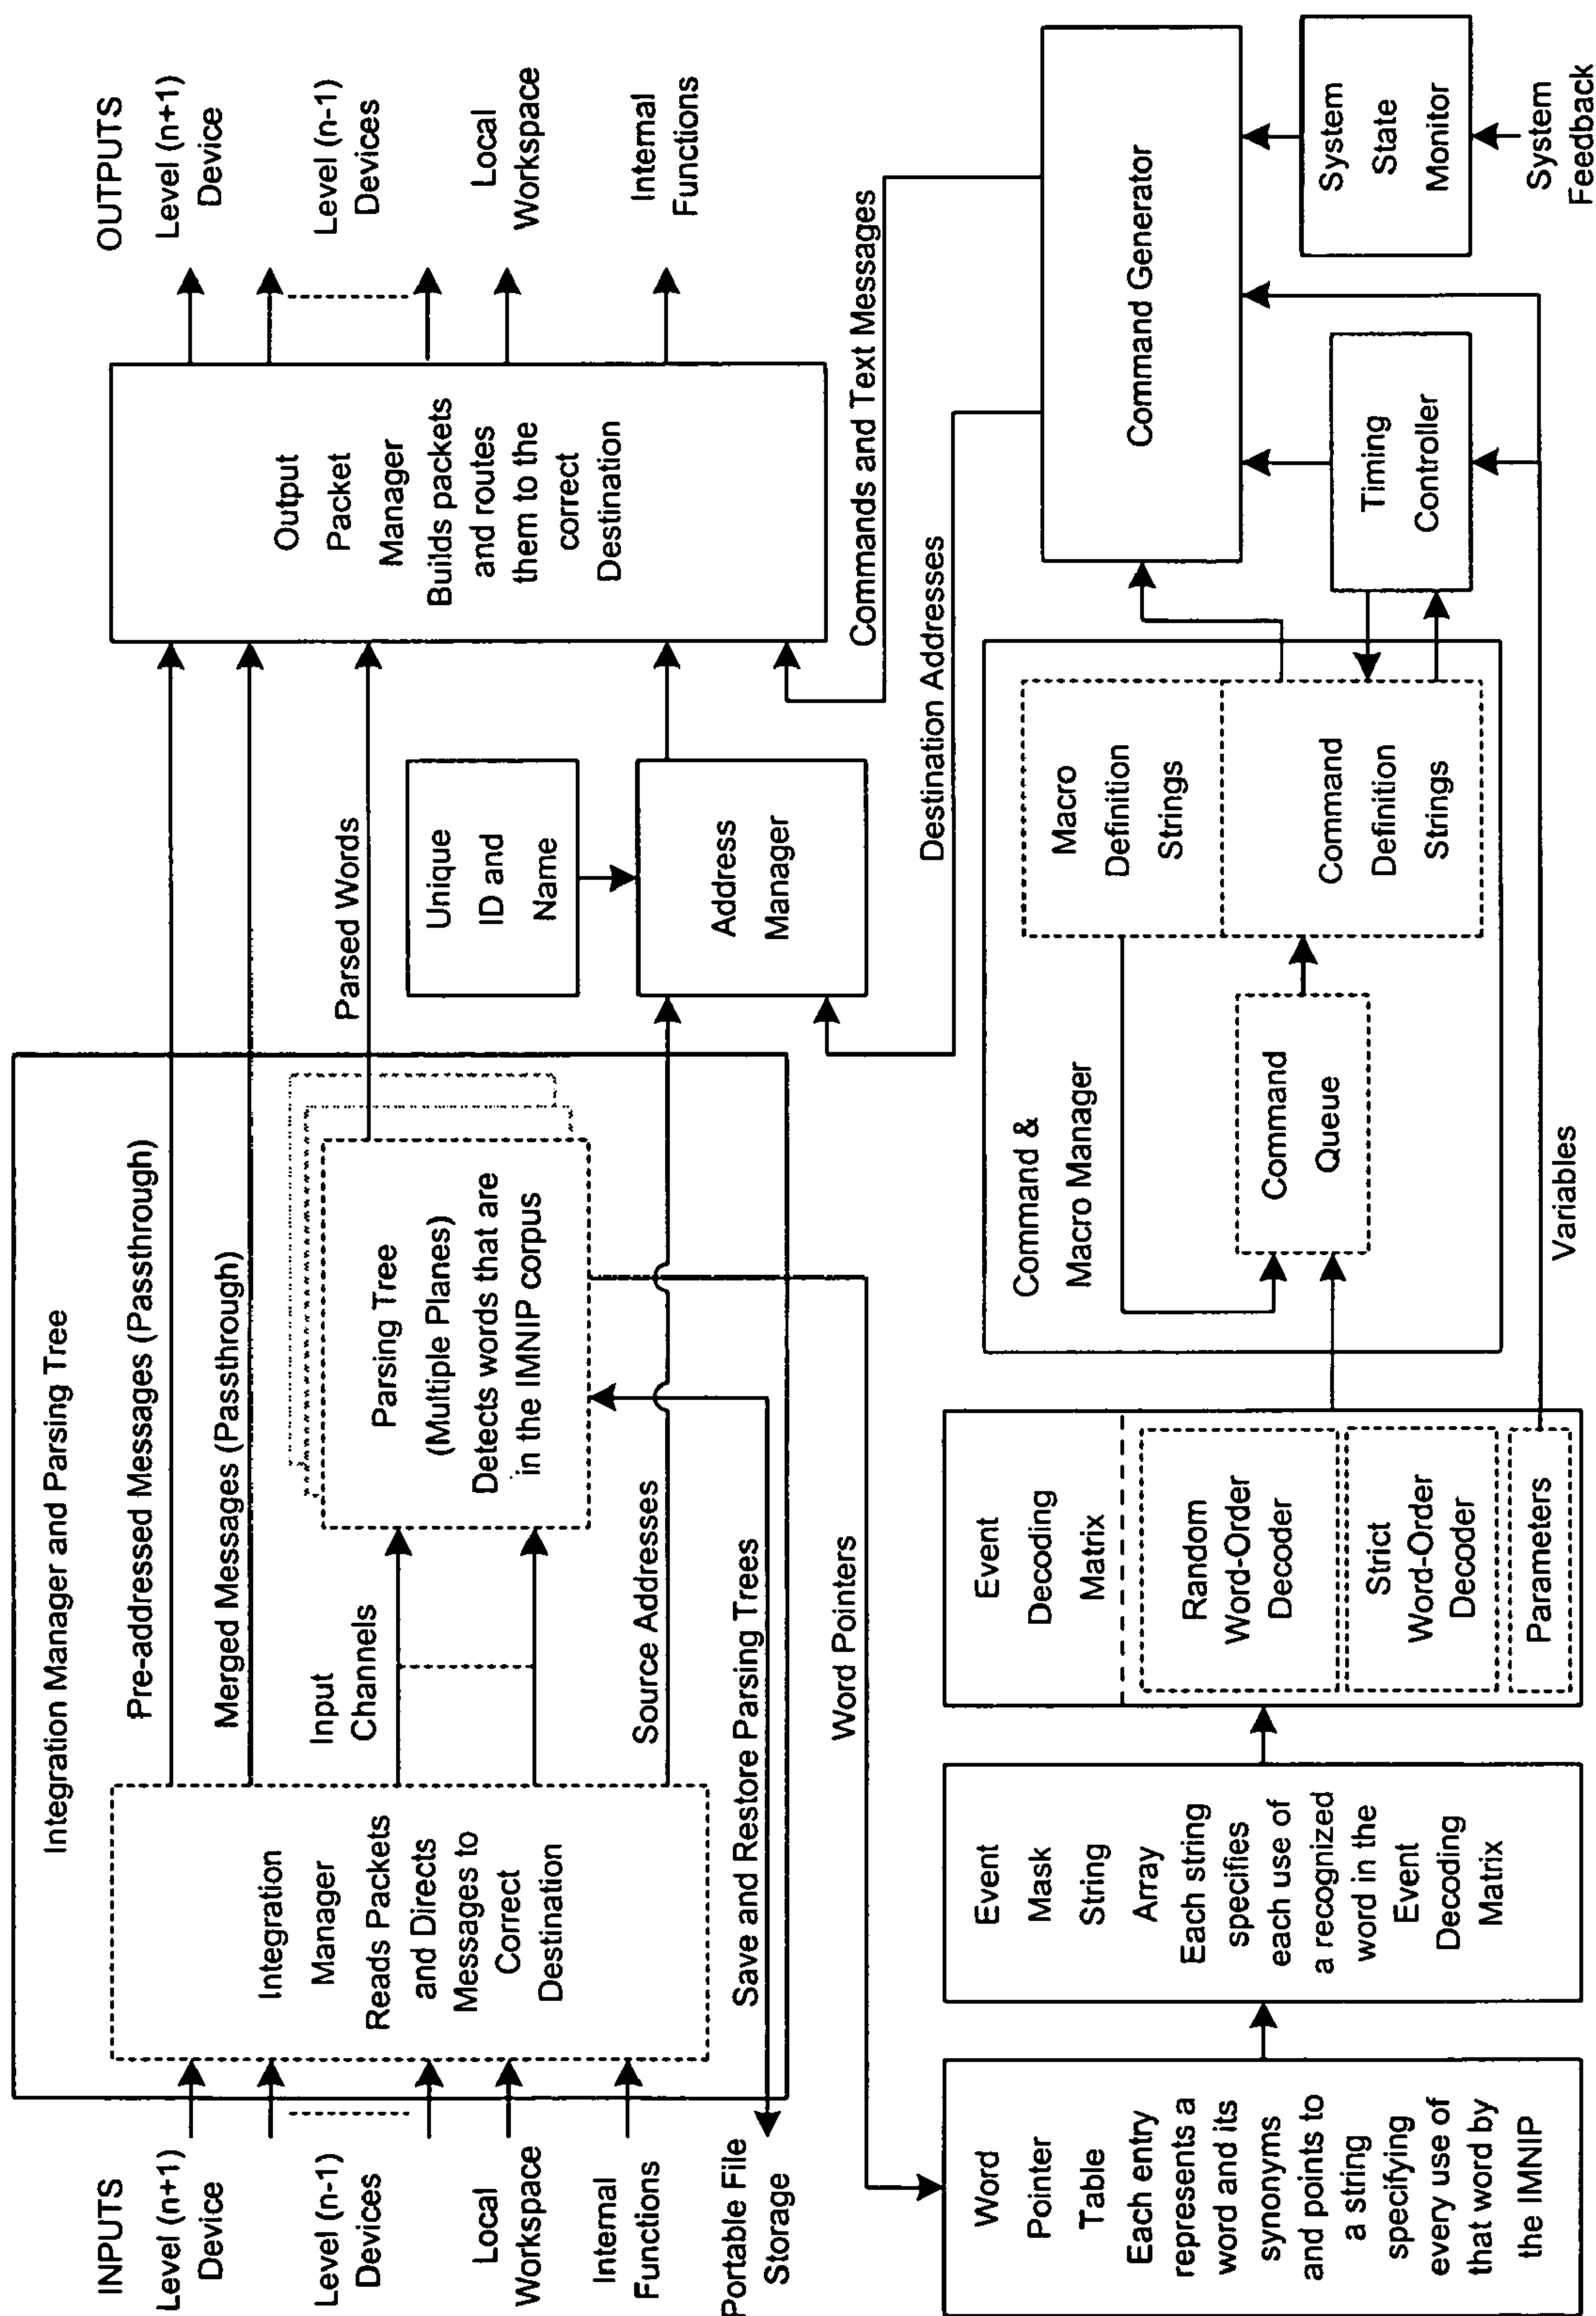 INPUTS
Level (n+1)
Device
Level (n-1)
Devices
Local
Workspace
Internal
Functions
Portable File
Storage
Integration Manager and Parsing Tree
Integration
Manager
Reads Packets
and Directs
Messages to
Correct
Destination
Pre-addressed Messages (Passthrough)
Merged Messages (Passthrough)
Input
Channels
Parsing Tree
(Multiple Planes)
Detects words that are
in the IMNIP corpus
Source Addresses
Save and Restore Parsing Trees
Parsed Words
Unique
ID and
Name
Address
Manager
Output
Packet
Manager
Builds packets
and routes
them to the
correct
Destination
OUTPUTS
Level (n+1)
Device
Level (n-1)
Devices
Local
Workspace
Internal
Functions
Word Pointers
Destination Addresses
Commands and Text Messages
Word
Pointer
Table
Each entry
represents a
word and its
synonyms
and points to
a string
specifying
every use of
that word by
the IMNIP
Event
Mask
String
Array
Each string
specifies
each use of
a recognized
word in the
Event
Decoding
Matrix
Event
Decoding
Matrix
Random
Word-Order
Decoder
Strict
Word-Order
Decoder
Parameters
Command &
Macro Manager
Command
Queue
Macro
Definition
Strings
Command
Definition
Strings
Variables
Command Generator
Timing
Controller
System
State
Monitor
System
Feedback